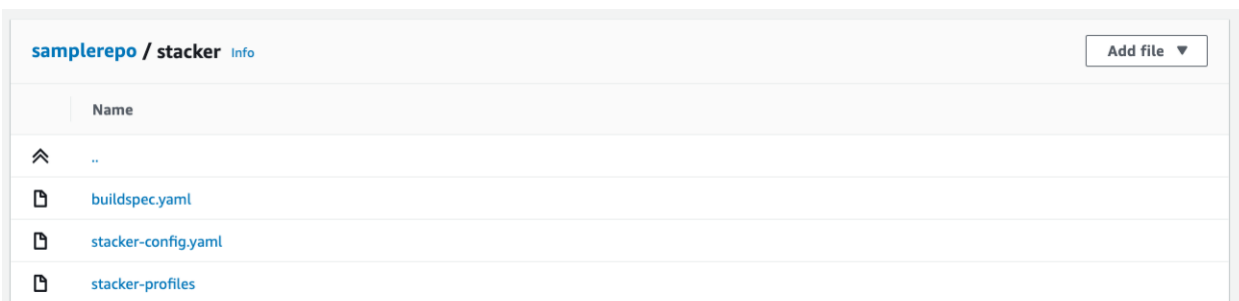 samplerepo / stacker Info
Add file ▼
Name
..
buildspec.yaml
stacker-config.yaml
stacker-profiles